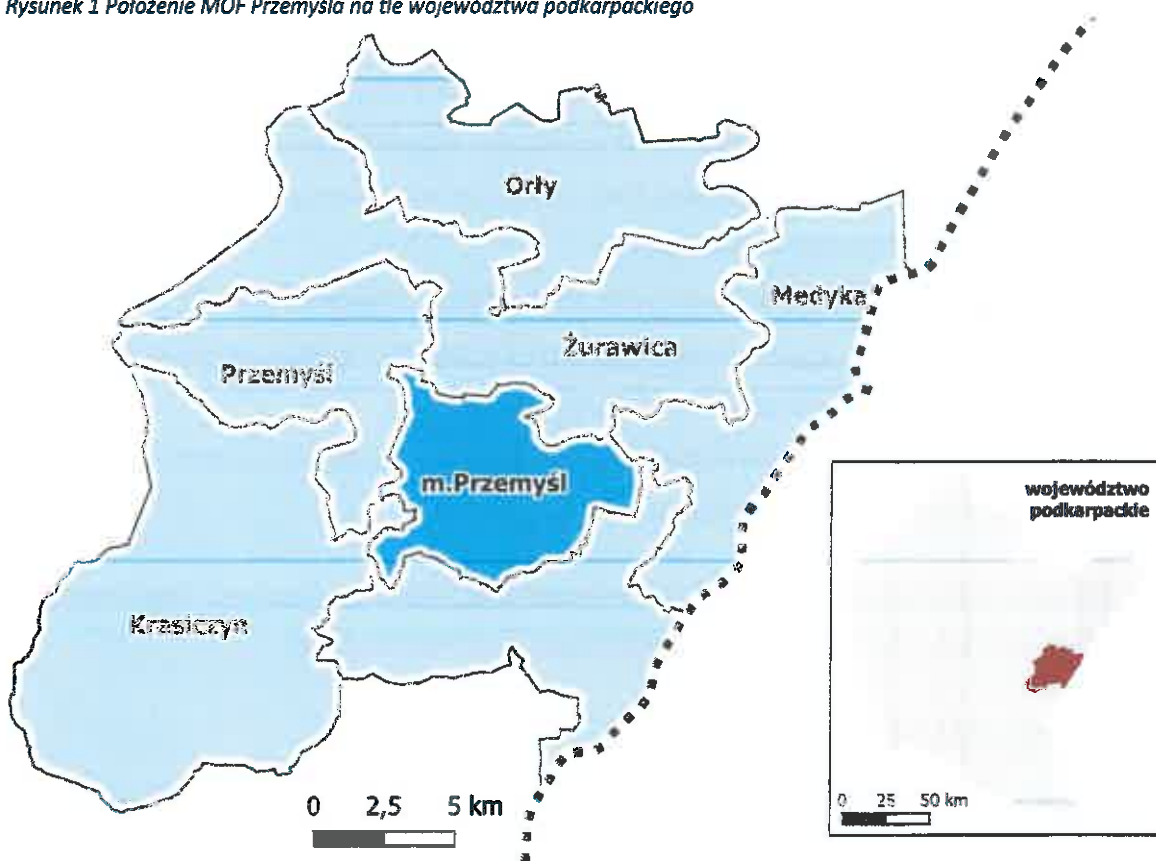 Rysunek 1 Położenie MOF Przemyśla na tle województwa podkarpackiego
Orły
Medyka
Żurawica
Przemyśl
m.Przemyśl
województwo
podkarpackie
Krasiczyn
0 2,5 5 km
0 25 50 km